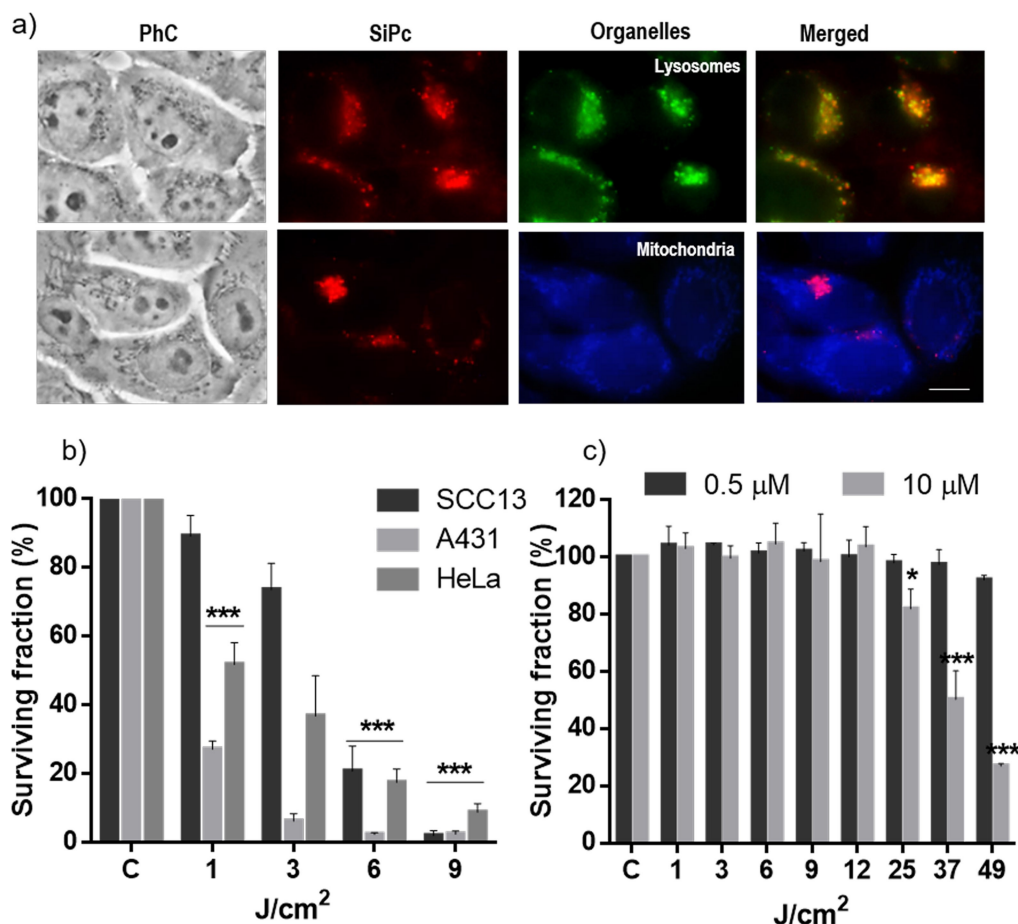 a)
PhC SiPc Organelles Merged
Lysosomes
Mitochondria
b)
Surviving fraction (%)
100
80
60
40
20
0
SCC13
A431
HeLa
***
***
***
C 1 3 6 9
J/cm²
c)
0.5 μM 10 μM
Surviving fraction (%)
120
100
80
60
40
20
0
*
***
***
C 1 3 6 9 12 25 37 49
J/cm²